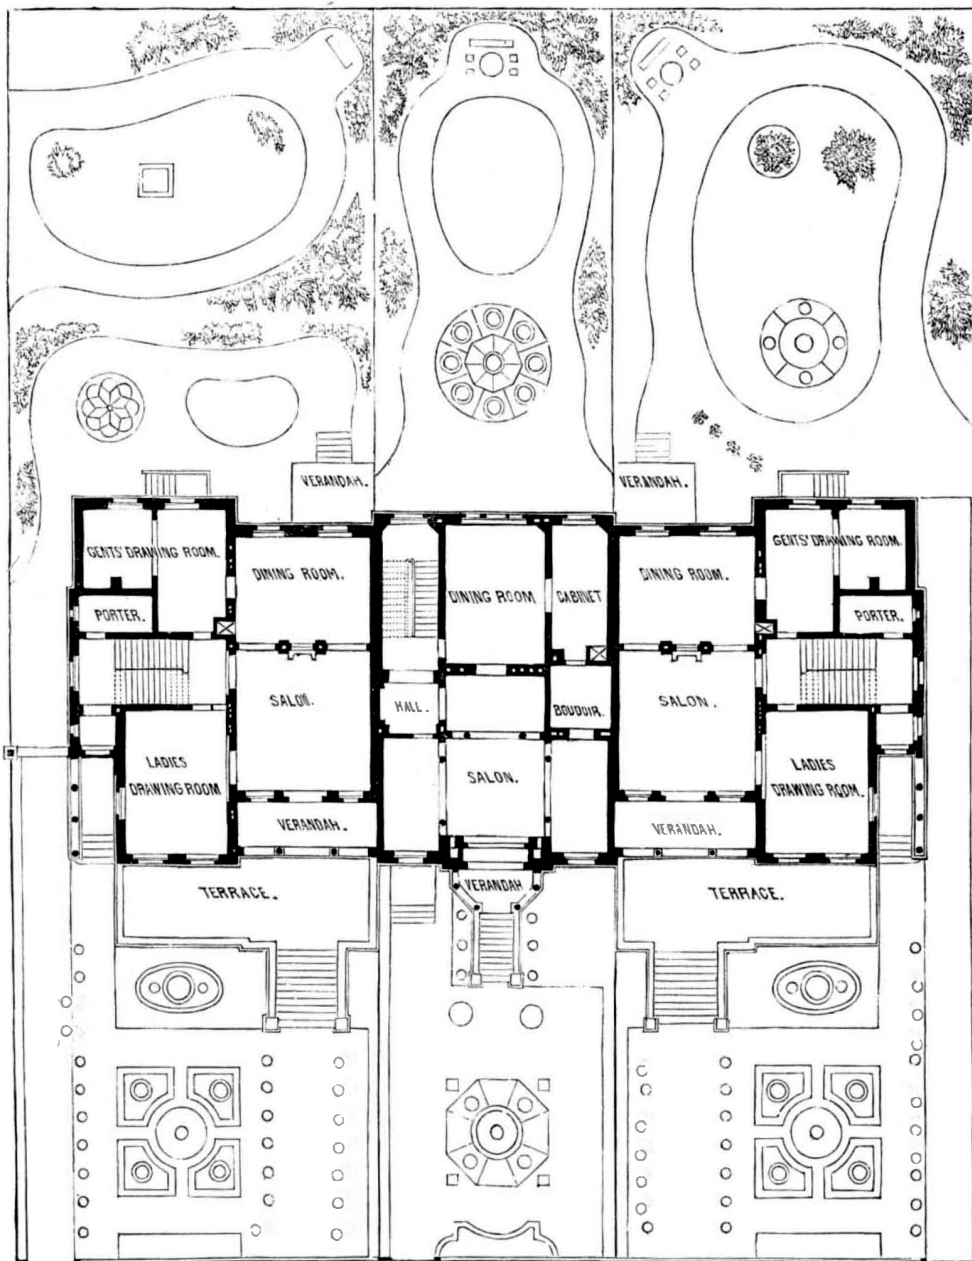 VERANDAH.
VERANDAH.
GENTS' DRAWING ROOM.
DINING ROOM.
DINING ROOM
CABINET
DINING ROOM.
GENTS' DRAWING ROOM.
PORTER.
PORTER.
SALON.
HALL.
BOUDOIR.
SALON.
LADIES
DRAWING ROOM
SALON.
LADIES
DRAWING ROOM.
VERANDAH.
VERANDAH.
TERRACE.
VERANDAH
TERRACE.